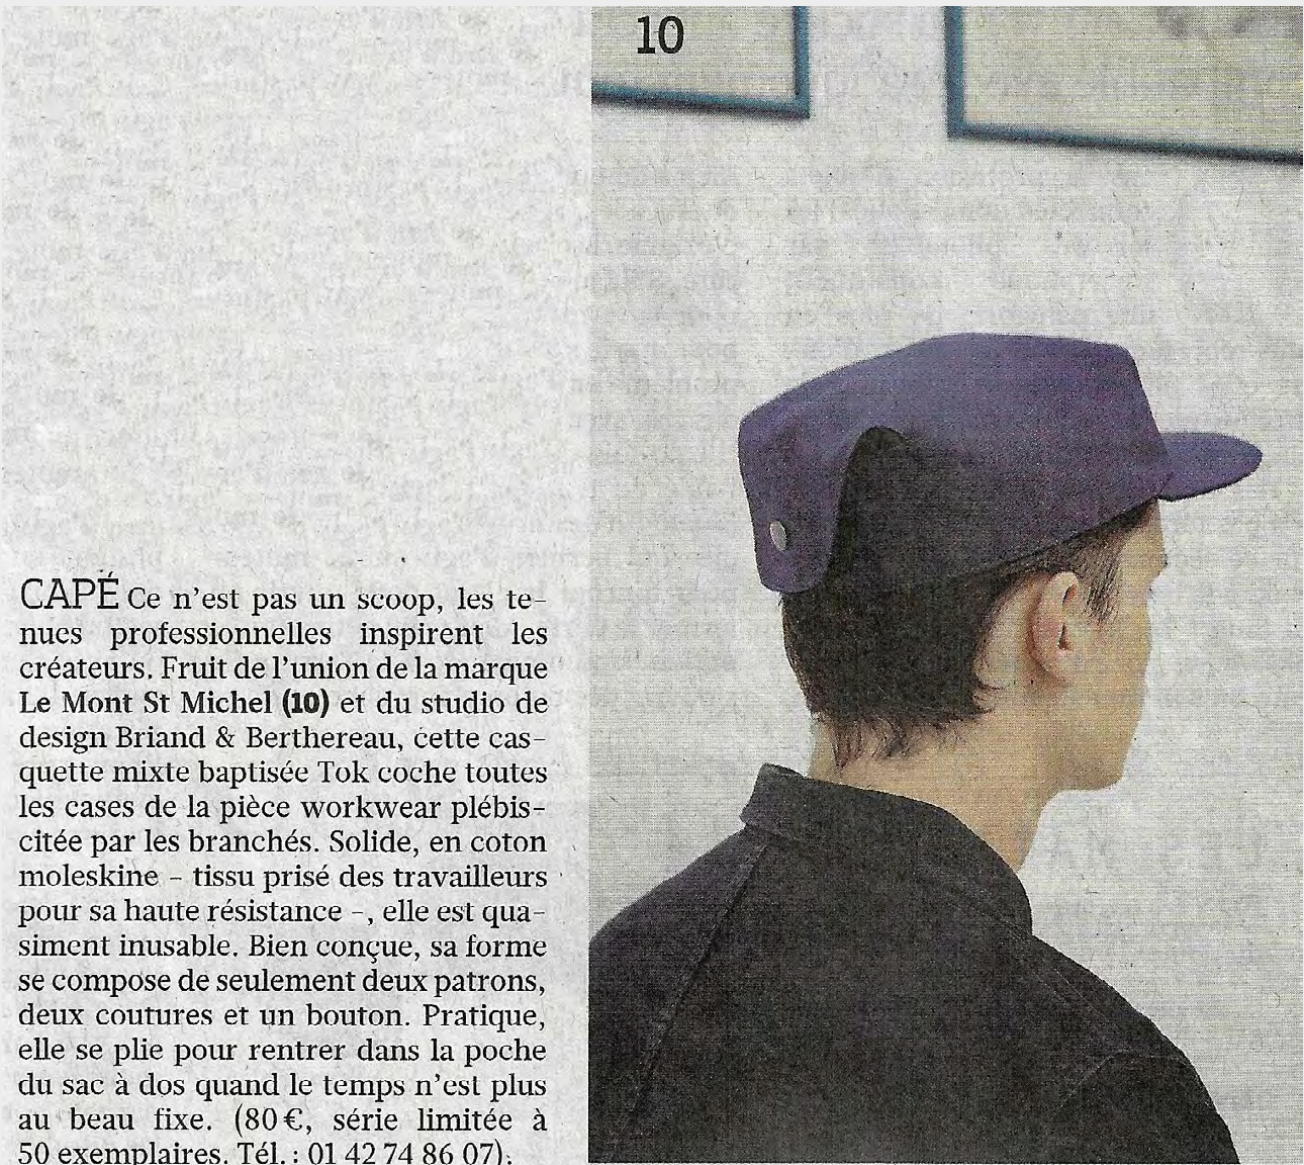 10
CAPÉ Ce n'est pas un scoop, les te-
nues professionnelles inspirent les
créateurs. Fruit de l'union de la marque
Le Mont St Michel (10) et du studio de
design Briand & Berthereau, cette cas-
quette mixte baptisée Tok coche toutes
les cases de la pièce workwear plébis-
citée par les branchés. Solide, en coton
moleskine – tissu prisé des travailleurs
pour sa haute résistance –, elle est qua-
siment inusable. Bien conçue, sa forme
se compose de seulement deux patrons,
deux coutures et un bouton. Pratique,
elle se plie pour rentrer dans la poche
du sac à dos quand le temps n'est plus
au beau fixe. (80 €, série limitée à
50 exemplaires. Tél. : 01 42 74 86 07).